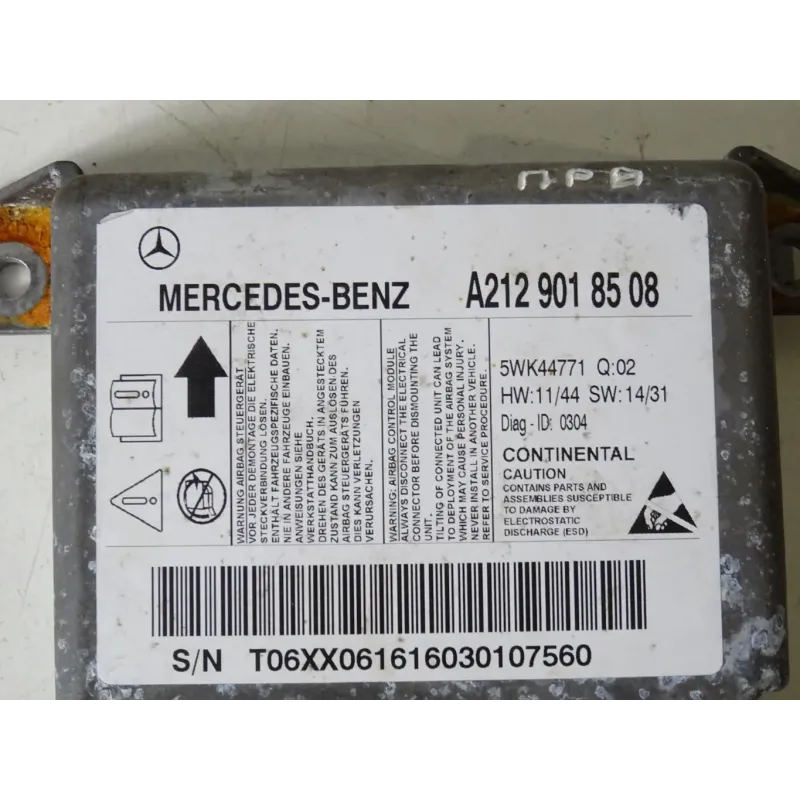 ПРВ
MERCEDES-BENZ A212 901 85 08
WARNUNG AIRBAG STEUERGERÄT
VOR JEDER DEMONTAGE DIE ELEKTRISCHE
STECKVERBINDUNG LÖSEN.
ENTHÄLT FAHRZEUGSPEZIFISCHE DATEN.
NIE IN ANDERE FAHRZEUGE EINBAUEN.
ANWEISUNGEN SIEHE
WERKSTATTHANDBUCH.
DREHEN DES GERÄTS IN ANGESTECKTEM
ZUSTAND KANN ZUM AUSLÖSEN DES
AIRBAG STEUERGERÄTS FÜHREN.
DIES KANN VERLETZUNGEN
VERURSACHEN.
WARNING: AIRBAG CONTROL MODULE
ALWAYS DISCONNECT THE ELECTRICAL
CONNECTOR BEFORE DISMOUNTING THE
UNIT.
TILTING OF CONNECTED UNIT CAN LEAD
TO DEPLOYMENT OF THE AIRBAG SYSTEM
WHICH MAY CAUSE PERSONAL INJURY.
NEVER INSTALL IN ANOTHER VEHICLE.
REFER TO SERVICE PROCEDURE.
5WK44771 Q:02
HW:11/44 SW:14/31
Diag - ID: 0304
CONTINENTAL
CAUTION
CONTAINS PARTS AND
ASSEMBLIES SUSCEPTIBLE
TO DAMAGE BY
ELECTROSTATIC
DISCHARGE (ESD)
S/N T06XX061616030107560